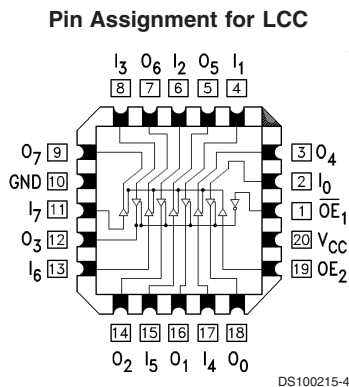 Pin Assignment for LCC
I3 O6 I2 O5 I1
8 7 6 5 4
O7 9 3 O4
GND 10 2 I0
I7 11 1 OE1
O3 12 20 VCC
I6 13 19 OE2
14 15 16 17 18
O2 I5 O1 I4 O0
DS100215-4